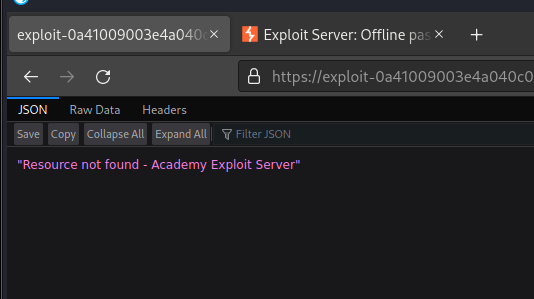 exploit-0a41009003e4a040c
Exploit Server: Offline pas
https://exploit-0a41009003e4a040c0
JSON Raw Data Headers
Save Copy Collapse All Expand All Filter JSON
"Resource not found - Academy Exploit Server"